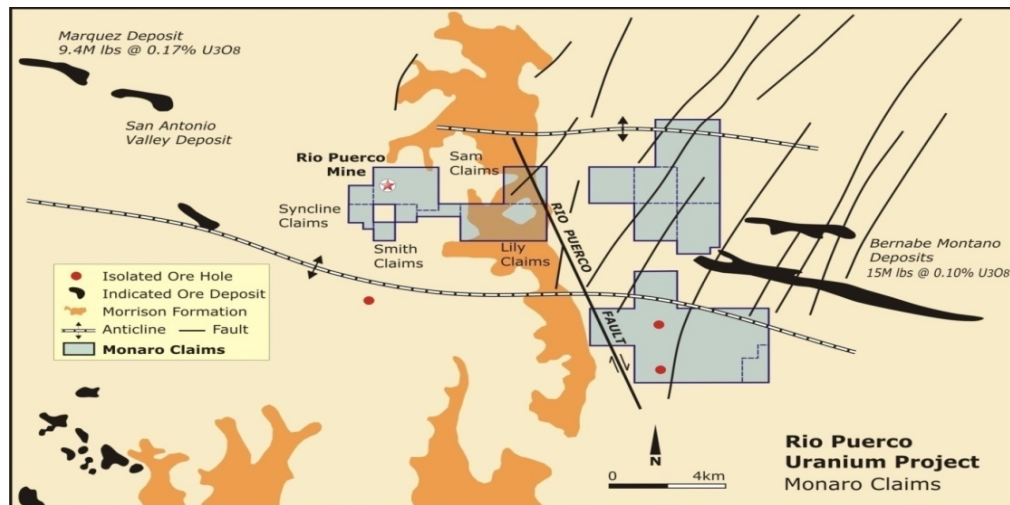 Marquez Deposit
9.4M lbs @ 0.17% U3O8
San Antonio
Valley Deposit
Rio Puerco
Mine
Sam
Claims
Syncline
Claims
Smith
Claims
Lily
Claims
RIO PUERCO
FAULT
Bernabe Montano
Deposits
15M lbs @ 0.10% U3O8
Isolated Ore Hole
Indicated Ore Deposit
Morrison Formation
Anticline
Fault
Monaro Claims
N
0 4km
Rio Puerco
Uranium Project
Monaro Claims